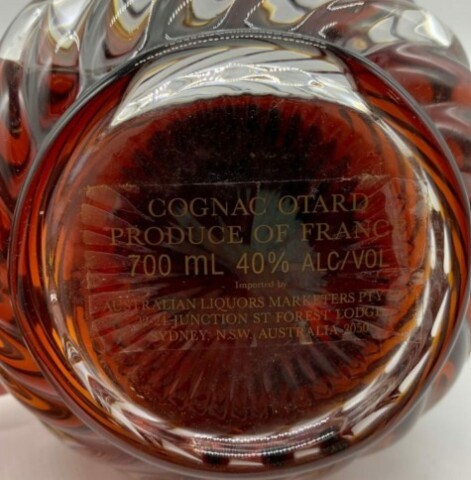 COGNAC OTARD
PRODUCE OF FRANC
700 mL 40% ALC/VOL
Imported by
AUSTRALIAN LIQUORS MARKETERS PTY
JUNCTION ST FOREST LODGE
SYDNEY, N.S.W. AUSTRALIA 2050